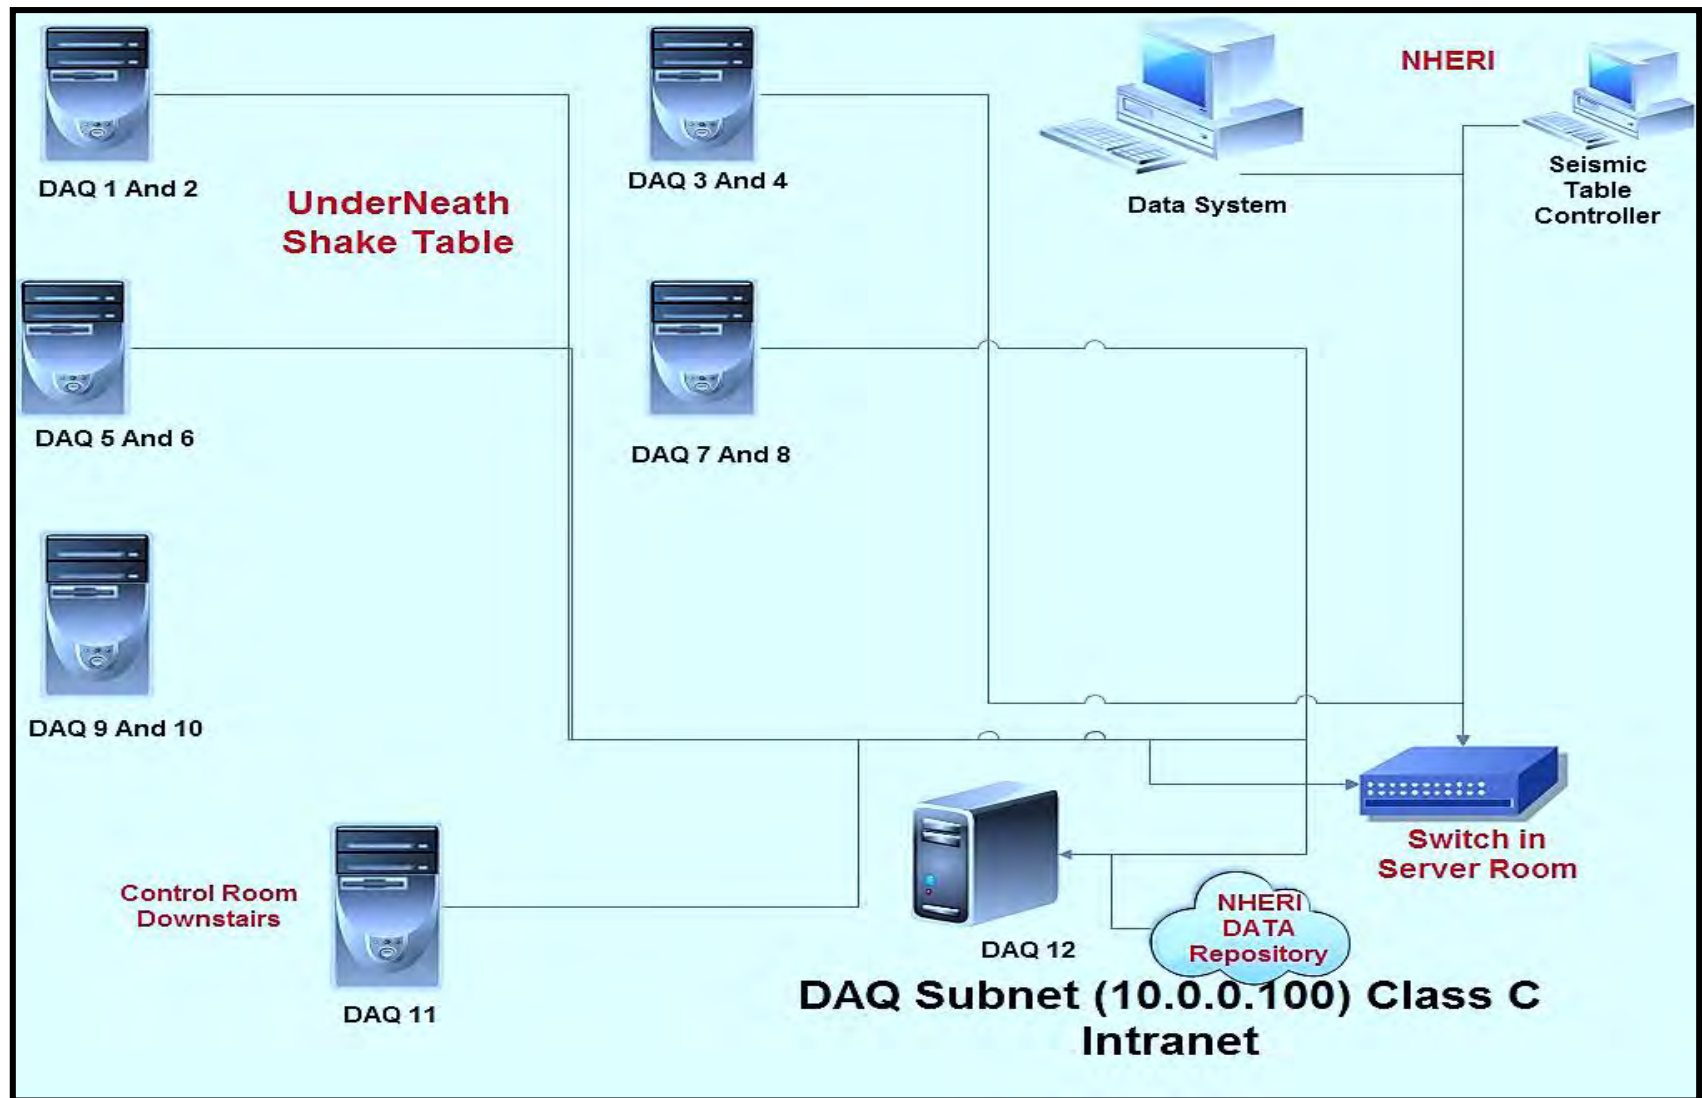 DAQ 1 And 2
UnderNeath
Shake Table
DAQ 3 And 4
Data System
NHERI
Seismic
Table
Controller
DAQ 5 And 6
DAQ 7 And 8
DAQ 9 And 10
Control Room
Downstairs
DAQ 11
DAQ 12
NHERI
DATA
Repository
Switch in
Server Room
DAQ Subnet (10.0.0.100) Class C
Intranet